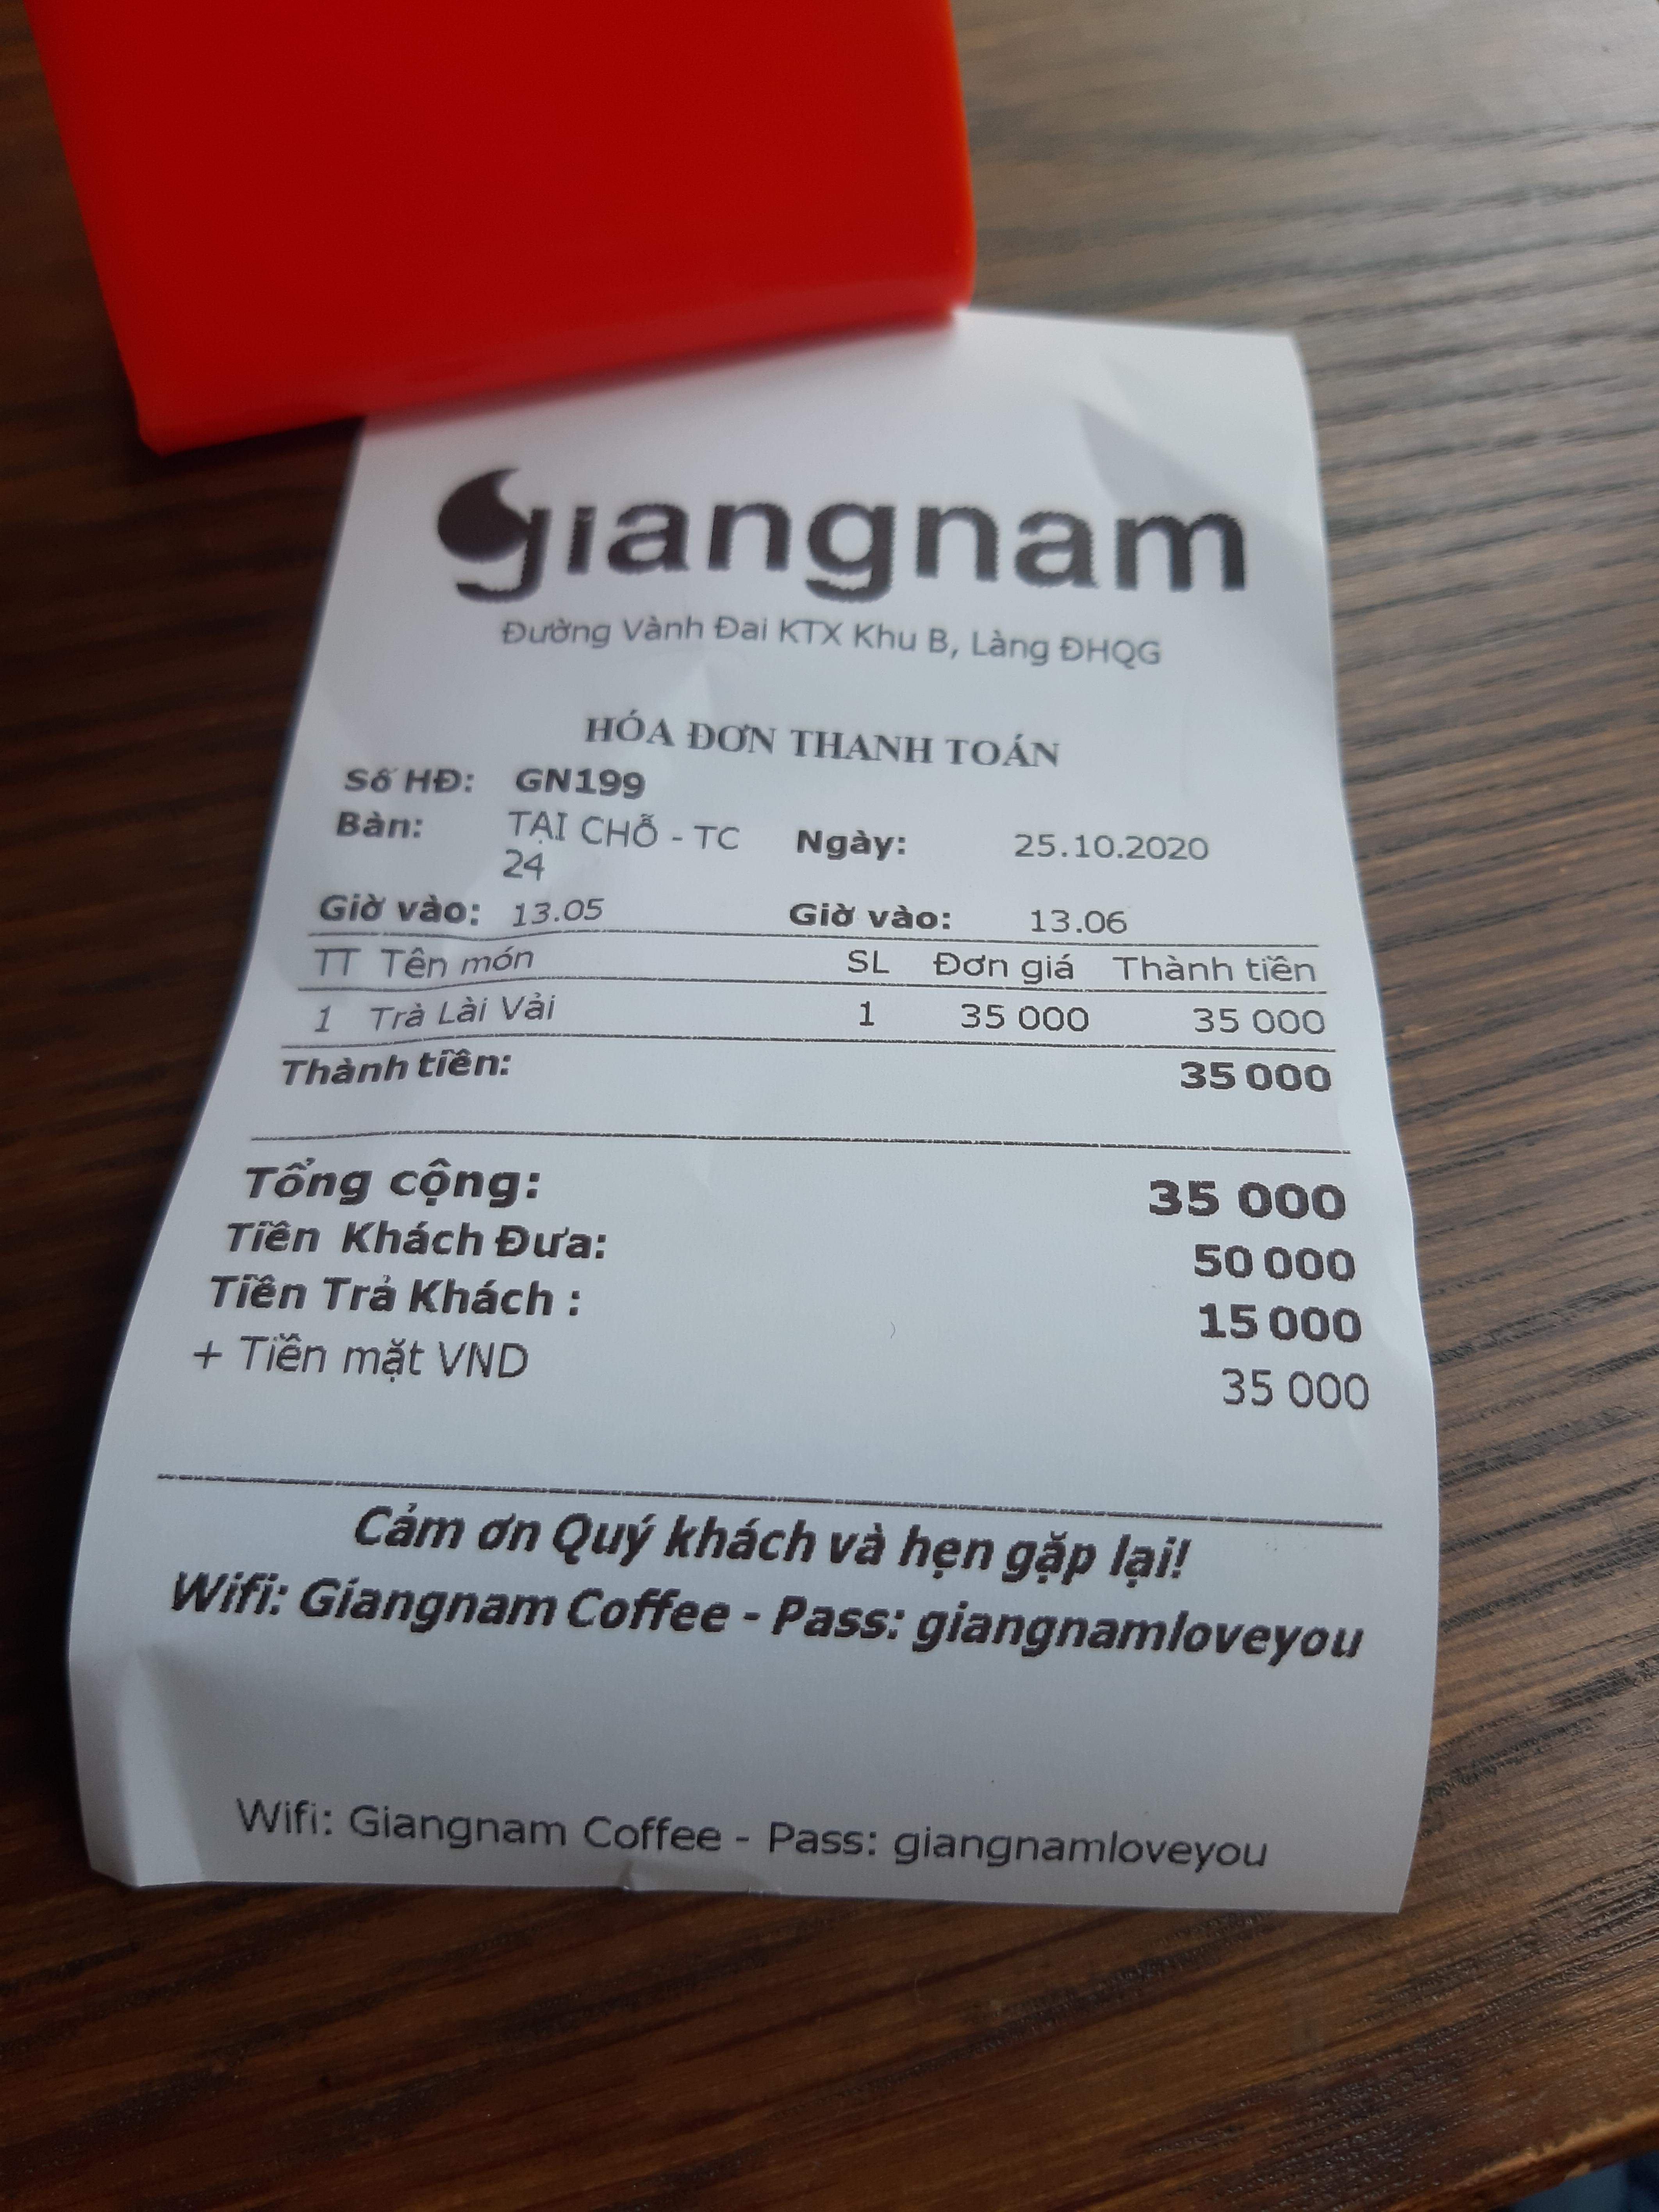 giangnam
Đường Vành Đai KTX Khu B, Làng ĐHQG
HÓA ĐƠN THANH TOÁN
Số HĐ: GN199
Bàn: TẠI CHỖ - TC 24 Ngày: 25.10.2020
Giờ vào: 13.05 Giờ vào: 13.06
TT Tên món SL Đơn giá Thành tiền
1 Trà Lài Vải 1 35 000 35 000
Thành tiền: 35 000
Tổng cộng: 35 000
Tiền Khách Đưa: 50 000
Tiền Trả Khách : 15 000
+ Tiền mặt VND 35 000
Cảm ơn Quý khách và hẹn gặp lại!
Wifi: Giangnam Coffee - Pass: giangnamloveyou
Wifi: Giangnam Coffee - Pass: giangnamloveyou